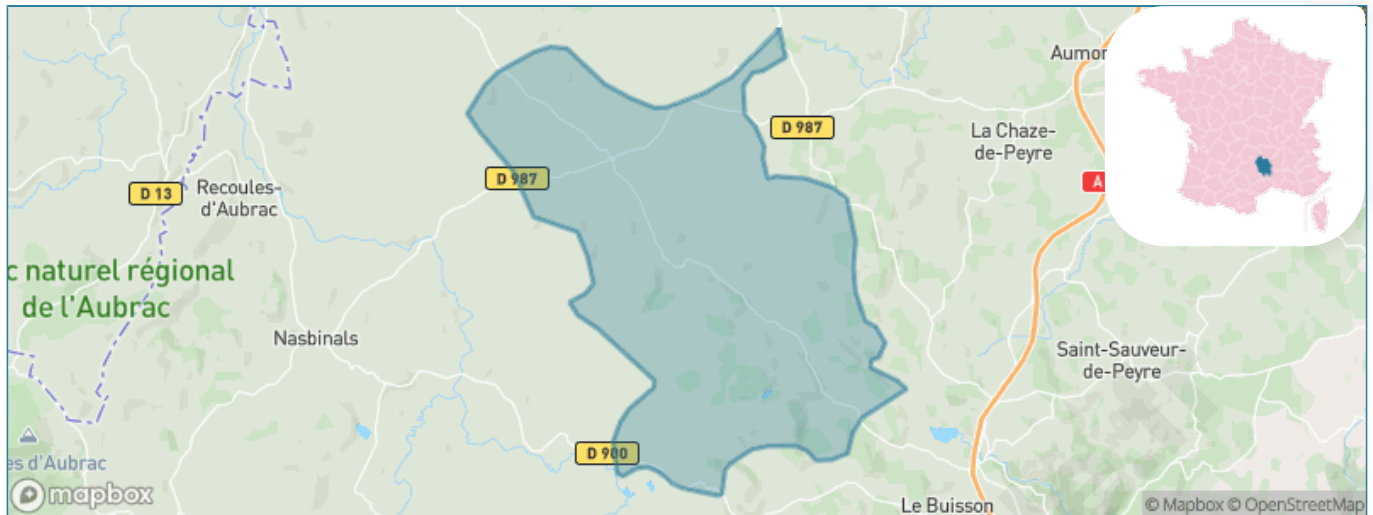 Aumor
D 987
La Chaze-
de-Peyre
D 987
D 13
Recoules-
d'Aubrac
A
c naturel régional
de l'Aubrac
Nasbinals
Saint-Sauveur-
de-Peyre
D 900
es d'Aubrac
mapbox
Le Buisson
© Mapbox © OpenStreetMap